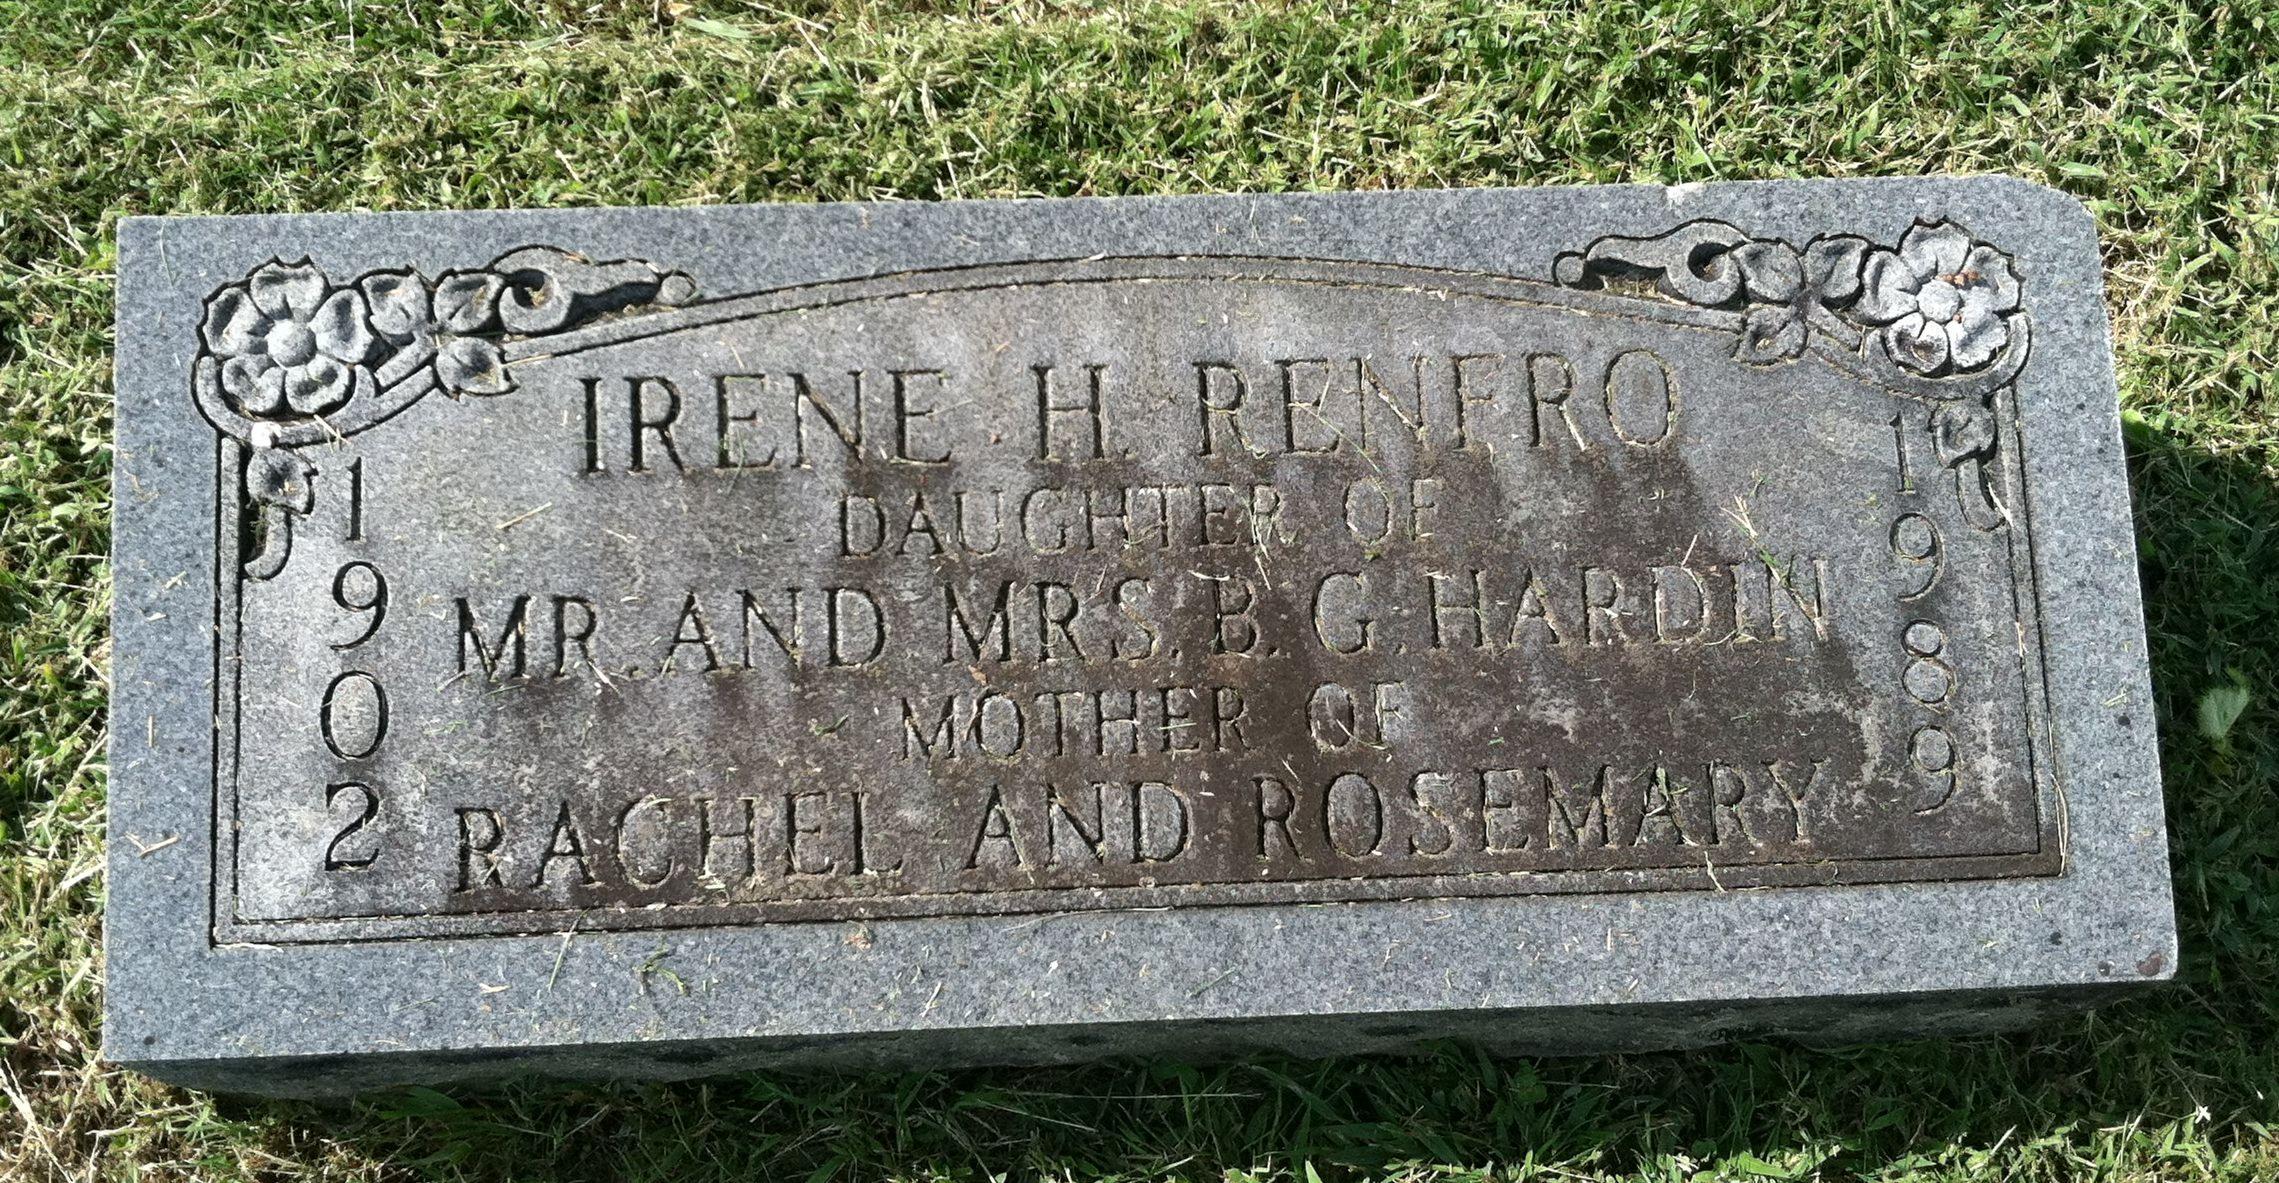 IRENE H. RENFRO
1902
1989
DAUGHTER OF
MR. AND MRS. B. G. HARDIN
MOTHER OF
RACHEL AND ROSEMARY